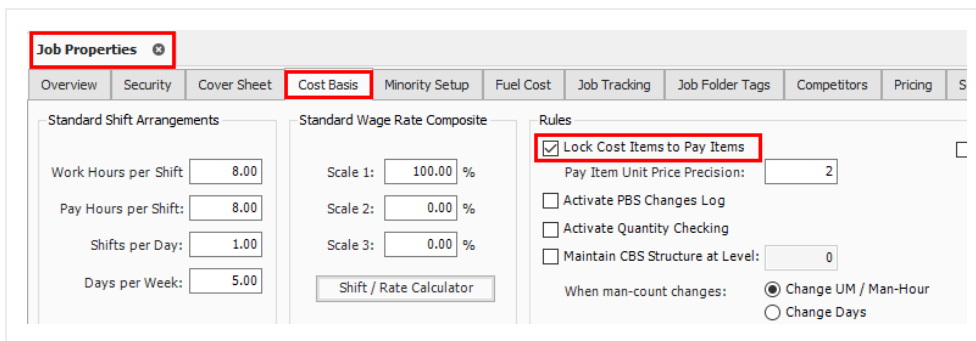 Job Properties
Overview Security Cover Sheet Cost Basis Minority Setup Fuel Cost Job Tracking Job Folder Tags Competitors Pricing S
Standard Shift Arrangements
Work Hours per Shift 8.00
Pay Hours per Shift: 8.00
Shifts per Day: 1.00
Days per Week: 5.00
Standard Wage Rate Composite
Scale 1: 100.00 %
Scale 2: 0.00 %
Scale 3: 0.00 %
Shift / Rate Calculator
Rules
Lock Cost Items to Pay Items
Pay Item Unit Price Precision: 2
Activate PBS Changes Log
Activate Quantity Checking
Maintain CBS Structure at Level: 0
When man-count changes: Change UM / Man-Hour
Change Days